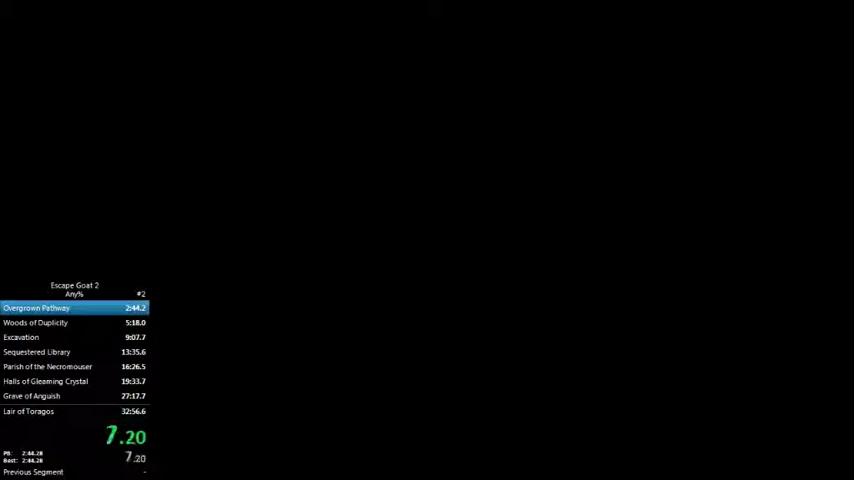 Escape Goat 2
Any% #2
Overgrown Pathway 2:44.2
Woods of Duplicity 5:18.0
Excavation 9:07.7
Sequestered Library 13:35.6
Parish of the Necromouser 16:26.5
Halls of Gleaming Crystal 19:33.7
Grave of Anguish 27:17.7
Lair of Toragos 32:56.6
7.20
PB: 2:44.28
7.20
Best: 2:44.28
Previous Segment -